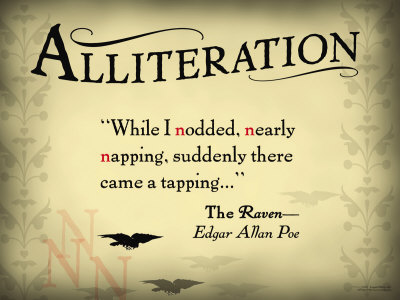 ALLITERATION
“While I nodded, nearly
napping, suddenly there
came a tapping...”
The Raven—
Edgar Allan Poe
N
N
N